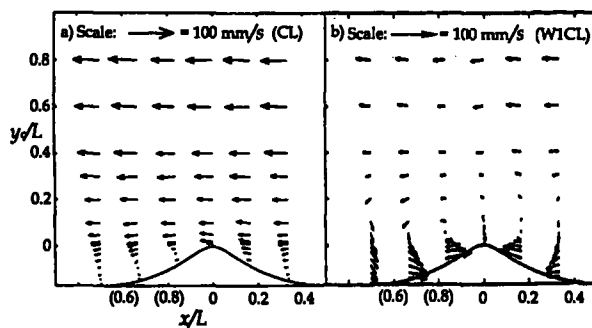 a) Scale: = 100 mm/s (CL)
b) Scale: = 100 mm/s (W1CL)
0.8
0.6
y/L
0.4
0.2
0
(0.6) (0.8) 0 0.2 0.4
(0.6) (0.8) 0 0.2 0.4
x/L